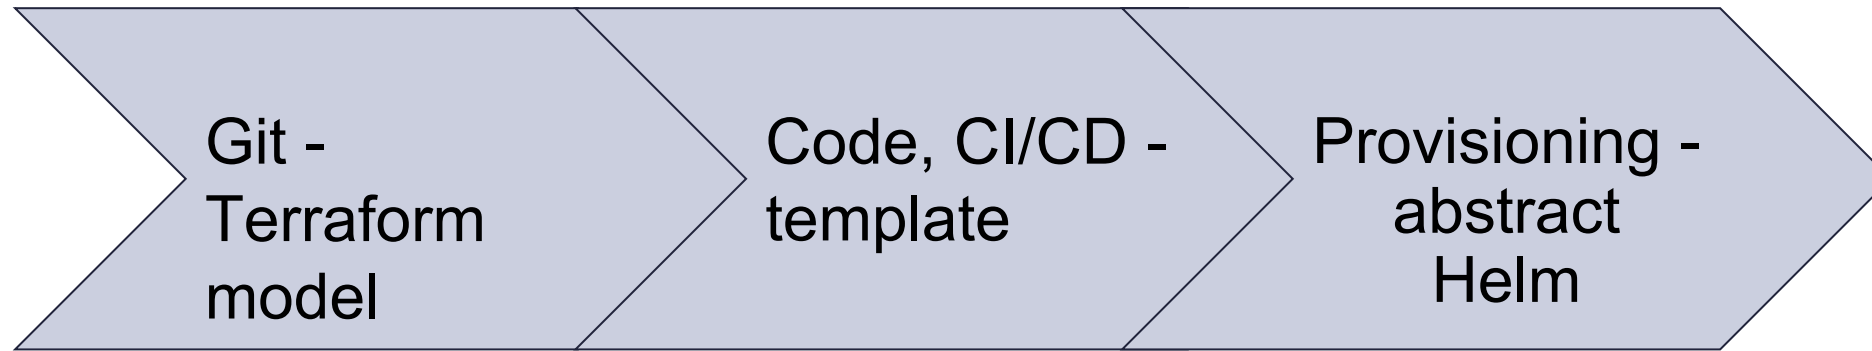 Git -
Terraform
model
Code, CI/CD -
template
Provisioning -
abstract
Helm